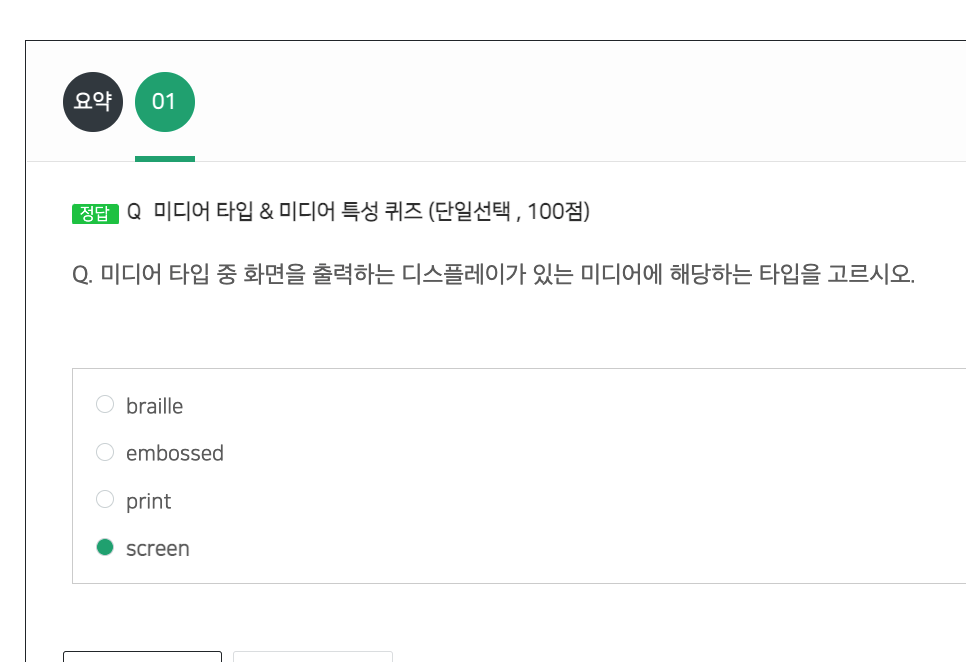 요약 01
정답 Q 미디어 타입 & 미디어 특성 퀴즈 (단일선택 , 100점)
Q. 미디어 타입 중 화면을 출력하는 디스플레이가 있는 미디어에 해당하는 타입을 고르시오.
braille
embossed
print
screen